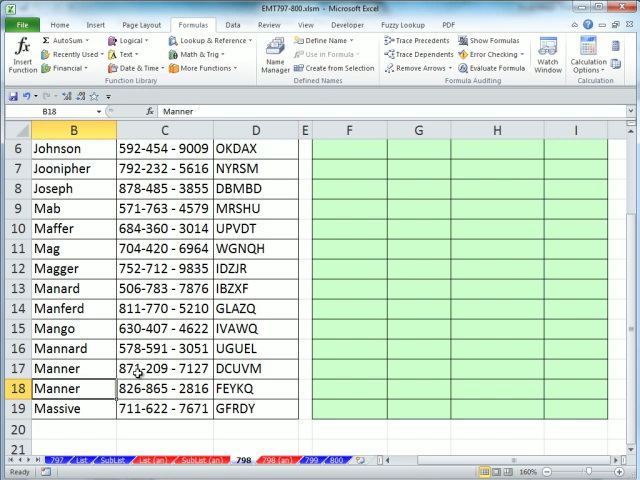 EMT797-800.xlsm - Microsoft Excel
File Home Insert Page Layout Formulas Data Review View Developer Fuzzy Lookup PDF
fx Insert Function
Σ AutoSum
Recently Used
Financial
Logical
Text
Date & Time
Lookup & Reference
Math & Trig
More Functions
Function Library
Name Manager
Define Name
Use in Formula
Create from Selection
Defined Names
Trace Precedents
Trace Dependents
Remove Arrows
Show Formulas
Error Checking
Evaluate Formula
Formula Auditing
Watch Window
Calculation Options
Calculation
B18 fx Manner
B C D E F G H I
6 Johnson 592-454 - 9009 OKDAX
7 Joonipher 792-232 - 5616 NYRSM
8 Joseph 878-485 - 3855 DBMBD
9 Mab 571-763 - 4579 MRSHU
10 Maffer 684-360 - 3014 UPVDT
11 Mag 704-420 - 6964 WGNQH
12 Magger 752-712 - 9835 IDZJR
13 Manard 506-783 - 7876 IBZXF
14 Manferd 811-770 - 5210 GLAZQ
15 Mango 630-407 - 4622 IVAWQ
16 Mannard 578-591 - 3051 UGUEL
17 Manner 871-209 - 7127 DCUVM
18 Manner 826-865 - 2816 FEYKQ
19 Massive 711-622 - 7671 GFRDY
20
21
797 List SubList List (an) SubList (an) 798 798 (an) 799 800
Ready 160%